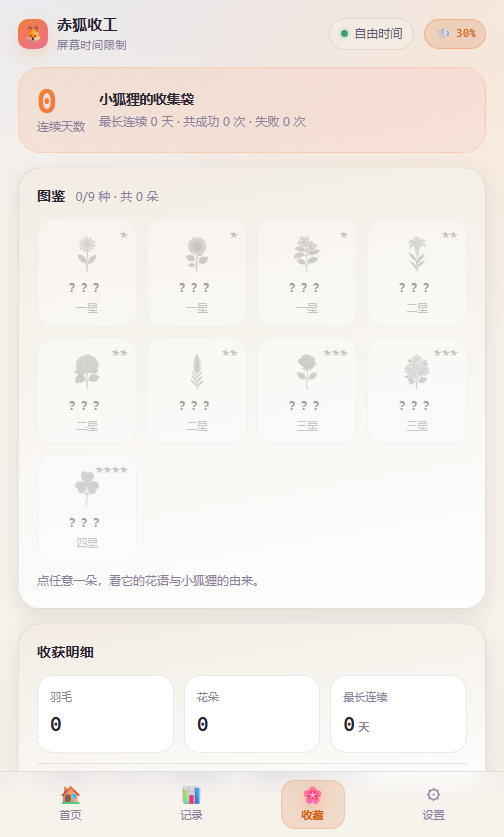 赤狐收工
屏幕时间限制
自由时间
30%
0
连续天数
小狐狸的收集袋
最长连续 0 天 · 共成功 0 次 · 失败 0 次
图鉴 0/9 种 · 共 0 朵
★ ★ ★ ★★
? ? ? ? ? ? ? ? ? ? ? ?
一星 一星 一星 二星
★★ ★★ ★★★ ★★★
? ? ? ? ? ? ? ? ? ? ? ?
二星 二星 三星 三星
★★★★
? ? ?
四星
点任意一朵，看它的花语与小狐狸的由来。
收获明细
羽毛 花朵 最长连续
0 0 0 天
首页 记录 收藏 设置